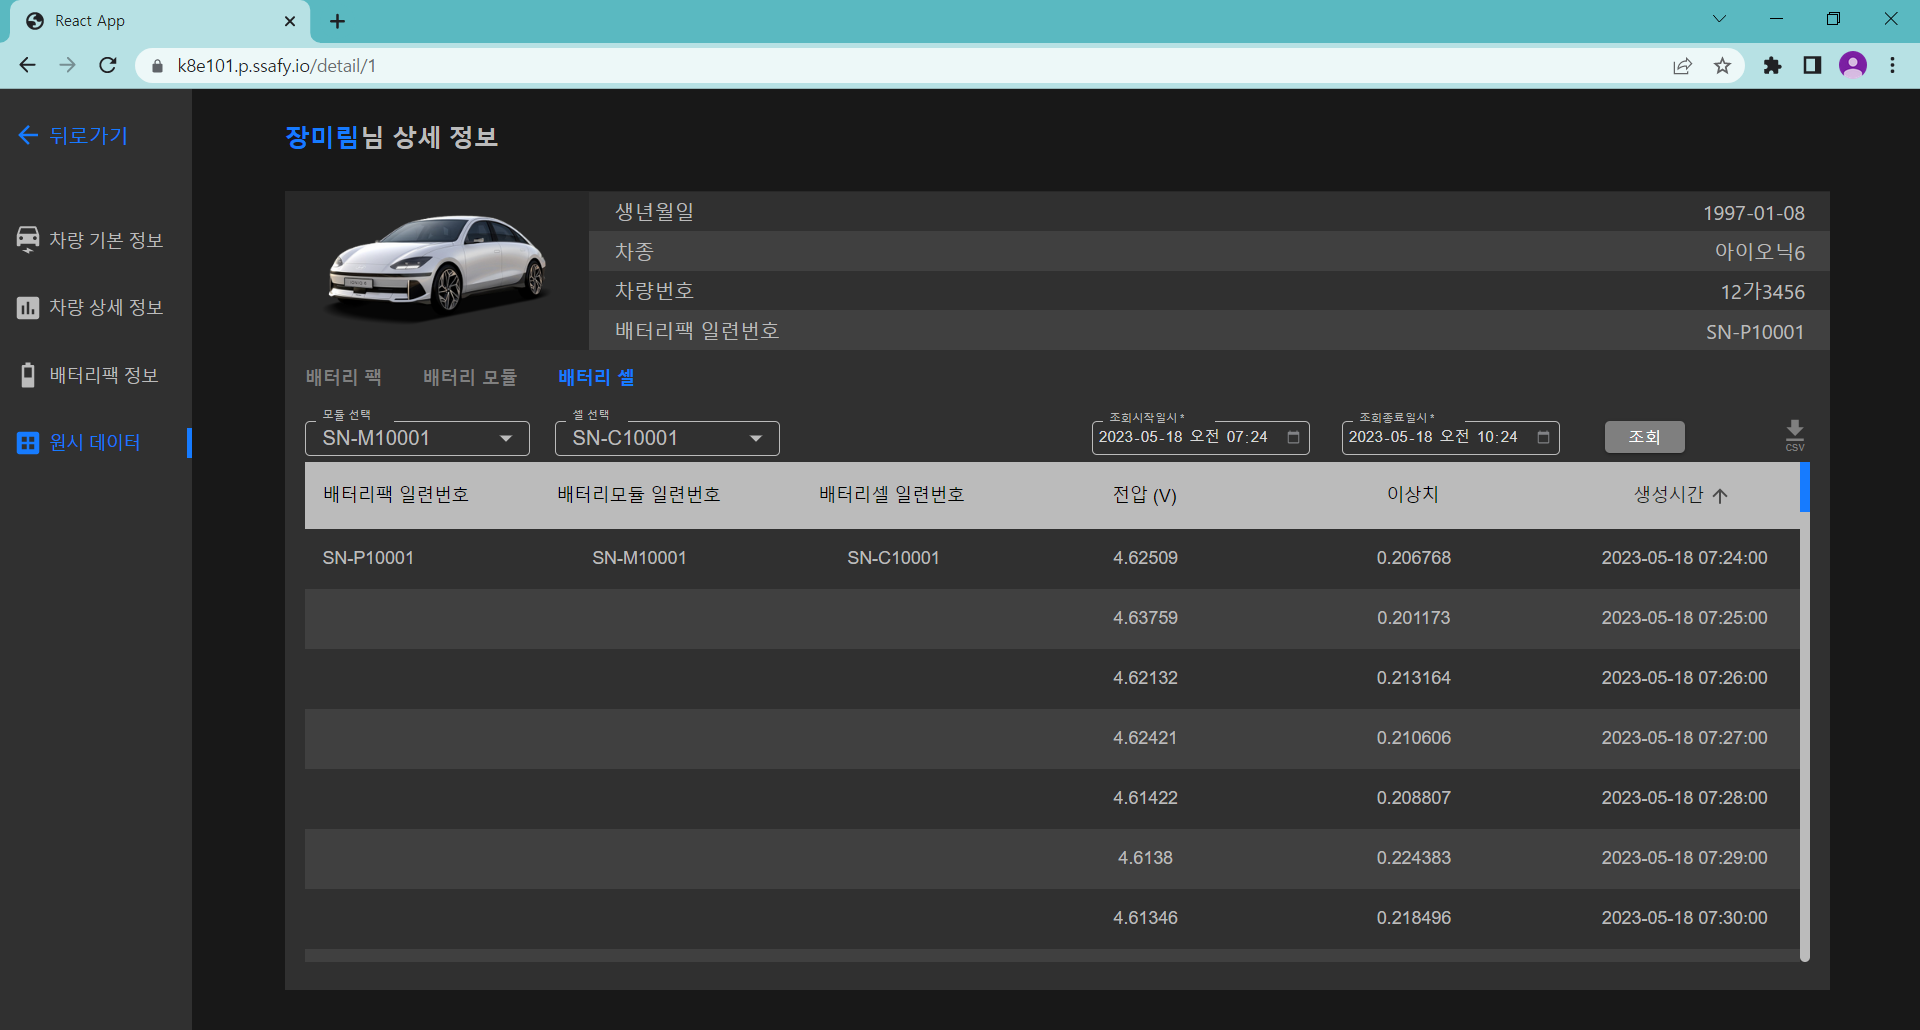 React App
k8e101.p.ssafy.io/detail/1
뒤로가기
장미림님 상세 정보
차량 기본 정보
차량 상세 정보
배터리팩 정보
원시 데이터
생년월일 1997-01-08
차종 아이오닉6
차량번호 12가3456
배터리팩 일련번호 SN-P10001
배터리 팩 배터리 모듈 배터리 셀
모듈 선택 셀 선택 조회시작일시 * 조회종료일시 *
SN-M10001 SN-C10001 2023-05-18 오전 07:24 2023-05-18 오전 10:24 조회 CSV
배터리팩 일련번호 배터리모듈 일련번호 배터리셀 일련번호 전압 (V) 이상치 생성시간
SN-P10001 SN-M10001 SN-C10001 4.62509 0.206768 2023-05-18 07:24:00
4.63759 0.201173 2023-05-18 07:25:00
4.62132 0.213164 2023-05-18 07:26:00
4.62421 0.210606 2023-05-18 07:27:00
4.61422 0.208807 2023-05-18 07:28:00
4.6138 0.224383 2023-05-18 07:29:00
4.61346 0.218496 2023-05-18 07:30:00